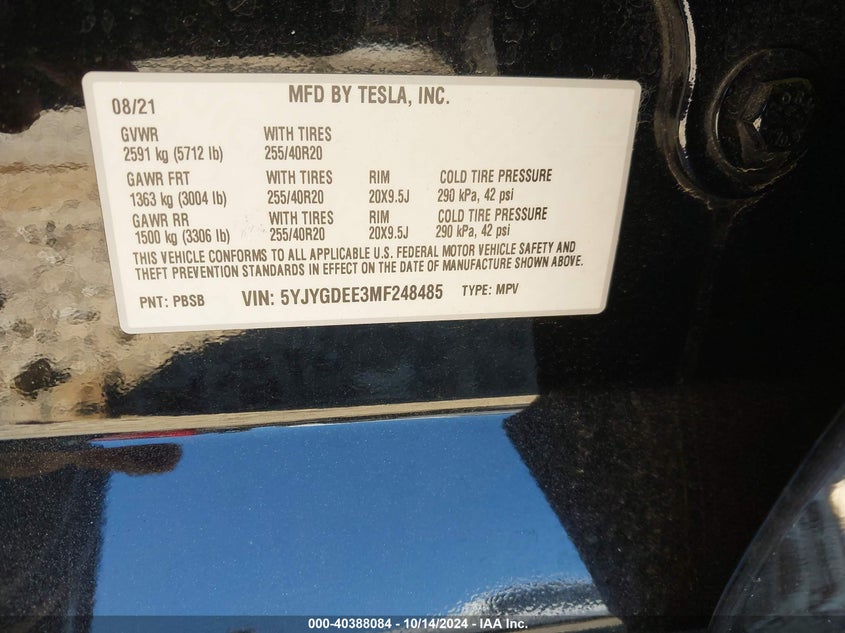 08/21 MFD BY TESLA, INC.
GVWR WITH TIRES
2591 kg (5712 lb) 255/40R20
GAWR FRT WITH TIRES RIM COLD TIRE PRESSURE
1363 kg (3004 lb) 255/40R20 20X9.5J 290 kPa, 42 psi
GAWR RR WITH TIRES RIM COLD TIRE PRESSURE
1500 kg (3306 lb) 255/40R20 20X9.5J 290 kPa, 42 psi
THIS VEHICLE CONFORMS TO ALL APPLICABLE U.S. FEDERAL MOTOR VEHICLE SAFETY AND
THEFT PREVENTION STANDARDS IN EFFECT ON THE DATE OF MANUFACTURE SHOWN ABOVE.
PNT: PBSB VIN: 5YJYGDEE3MF248485 TYPE: MPV
000-40388084 - 10/14/2024 - IAA Inc.